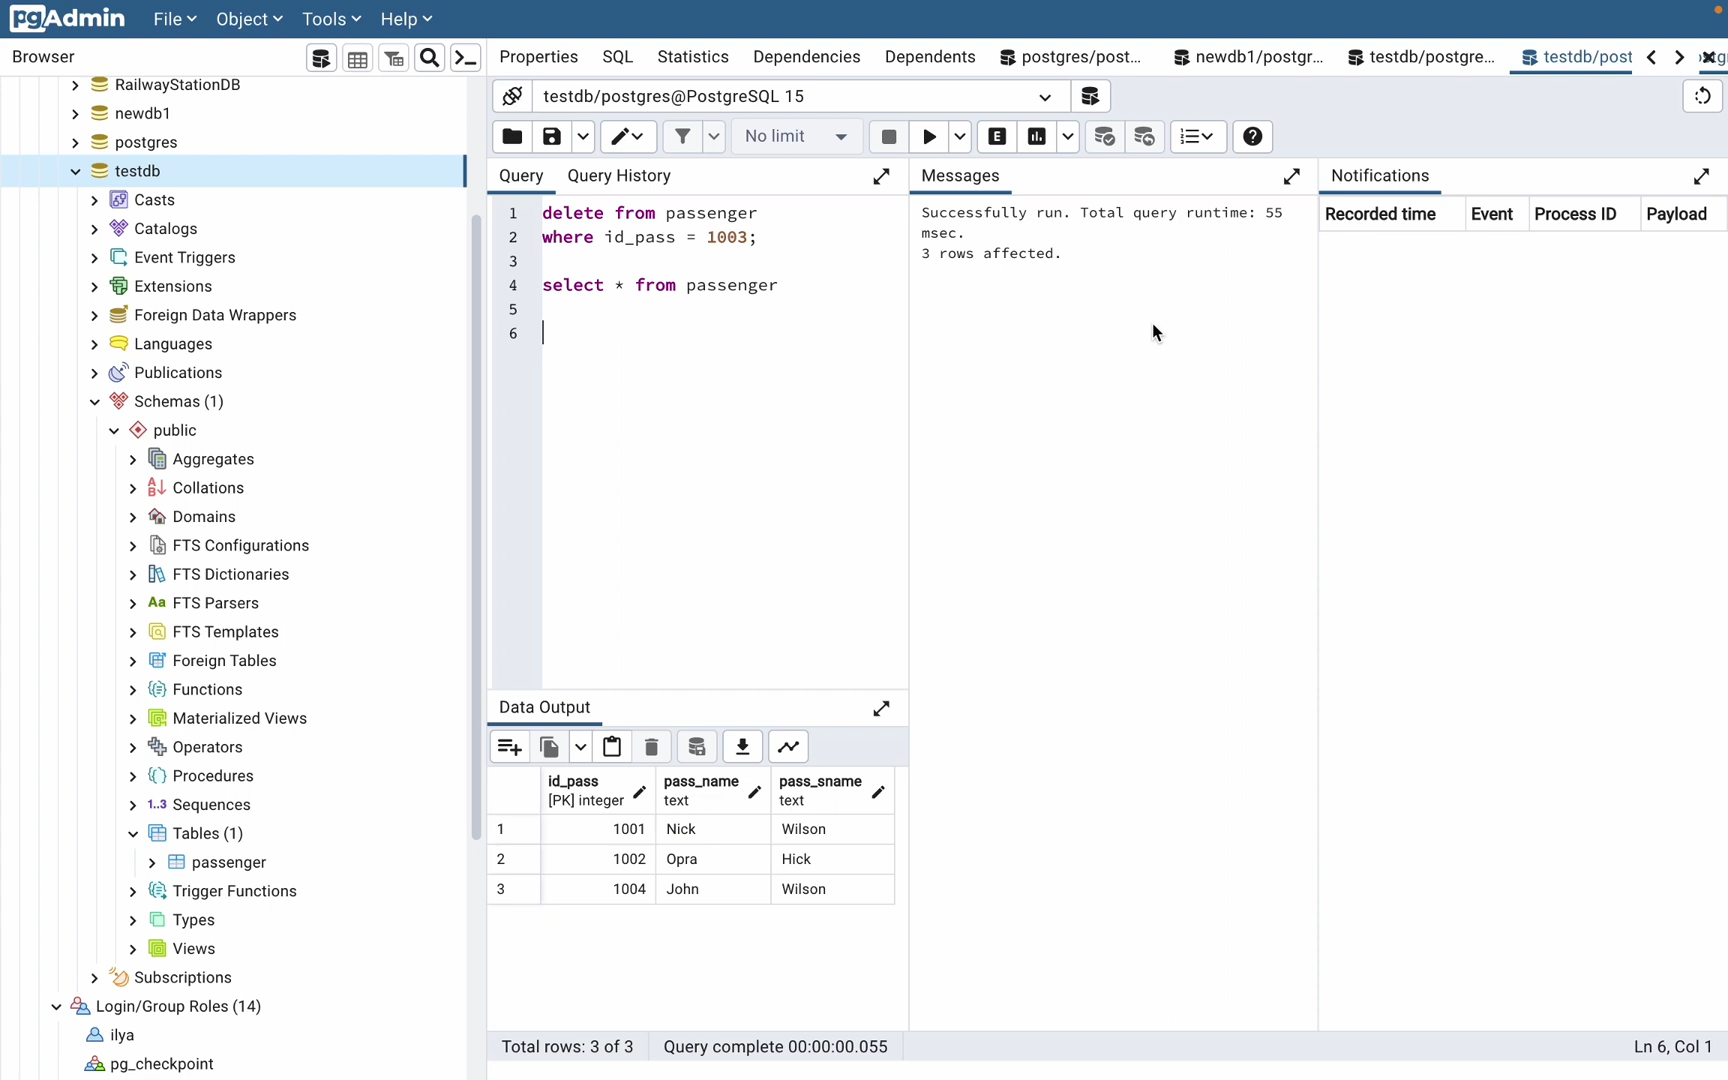 pgAdmin File Object Tools Help
Browser
Properties SQL Statistics Dependencies Dependents postgres/post... newdb1/postgr... testdb/postgre... testdb/post
RailwayStationDB
newdb1
postgres
testdb
Casts
Catalogs
Event Triggers
Extensions
Foreign Data Wrappers
Languages
Publications
Schemas (1)
public
Aggregates
Collations
Domains
FTS Configurations
FTS Dictionaries
Aa FTS Parsers
FTS Templates
Foreign Tables
Functions
Materialized Views
Operators
Procedures
1..3 Sequences
Tables (1)
passenger
Trigger Functions
Types
Views
Subscriptions
Login/Group Roles (14)
ilya
pg_checkpoint
testdb/postgres@PostgreSQL 15
No limit
E
Query Query History
1 delete from passenger
2 where id_pass = 1003;
3
4 select * from passenger
5
6
Messages
Successfully run. Total query runtime: 55
msec.
3 rows affected.
Notifications
Recorded time Event Process ID Payload
Data Output
id_pass pass_name pass_sname
[PK] integer text text
1 1001 Nick Wilson
2 1002 Opra Hick
3 1004 John Wilson
Total rows: 3 of 3 Query complete 00:00:00.055 Ln 6, Col 1